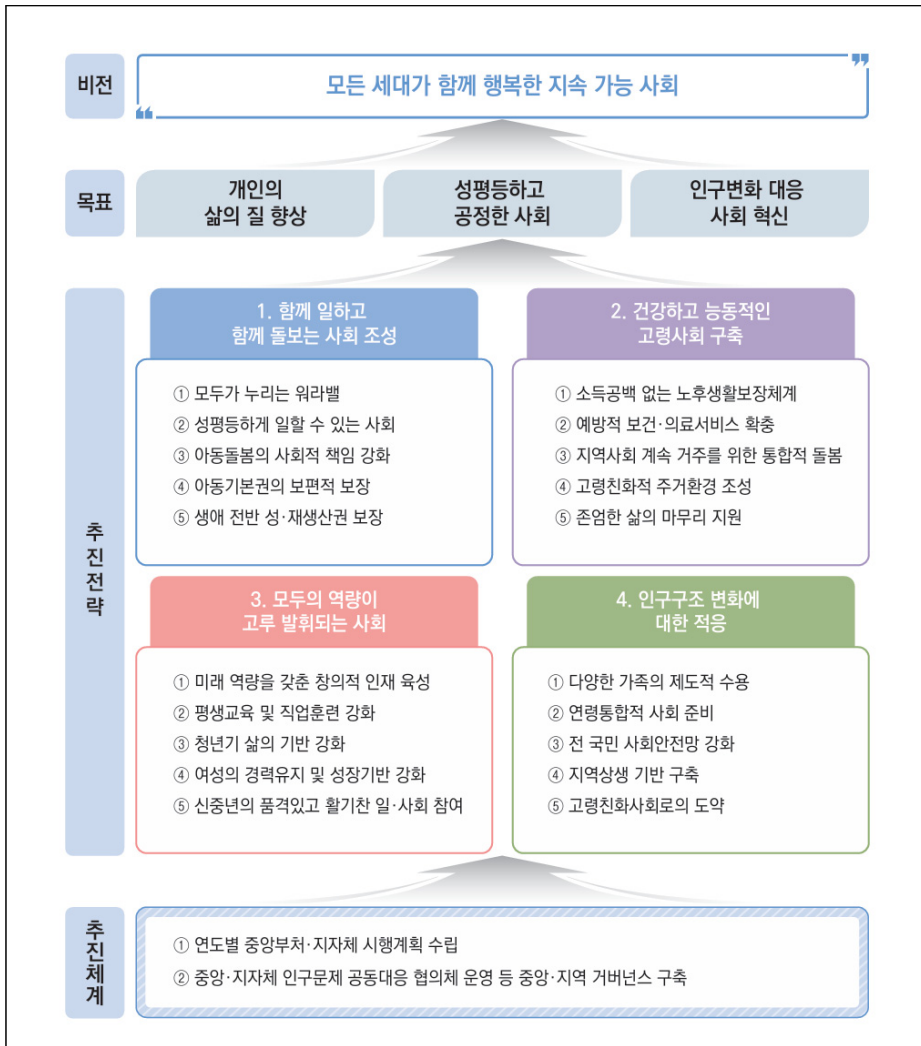 비전
모든 세대가 함께 행복한 지속 가능 사회
목표
개인의
삶의 질 향상
성평등하고
공정한 사회
인구변화 대응
사회 혁신
추진전략
1. 함께 일하고
함께 돌보는 사회 조성
① 모두가 누리는 워라밸
② 성평등하게 일할 수 있는 사회
③ 아동돌봄의 사회적 책임 강화
④ 아동기본권의 보편적 보장
⑤ 생애 전반 성·재생산권 보장
2. 건강하고 능동적인
고령사회 구축
① 소득공백 없는 노후생활보장체계
② 예방적 보건·의료서비스 확충
③ 지역사회 계속 거주를 위한 통합적 돌봄
④ 고령친화적 주거환경 조성
⑤ 존엄한 삶의 마무리 지원
3. 모두의 역량이
고루 발휘되는 사회
① 미래 역량을 갖춘 창의적 인재 육성
② 평생교육 및 직업훈련 강화
③ 청년기 삶의 기반 강화
④ 여성의 경력유지 및 성장기반 강화
⑤ 신중년의 품격있고 활기찬 일·사회 참여
4. 인구구조 변화에
대한 적응
① 다양한 가족의 제도적 수용
② 연령통합적 사회 준비
③ 전 국민 사회안전망 강화
④ 지역상생 기반 구축
⑤ 고령친화사회로의 도약
추진체계
① 연도별 중앙부처·지자체 시행계획 수립
② 중앙·지자체 인구문제 공동대응 협의체 운영 등 중앙·지역 거버넌스 구축